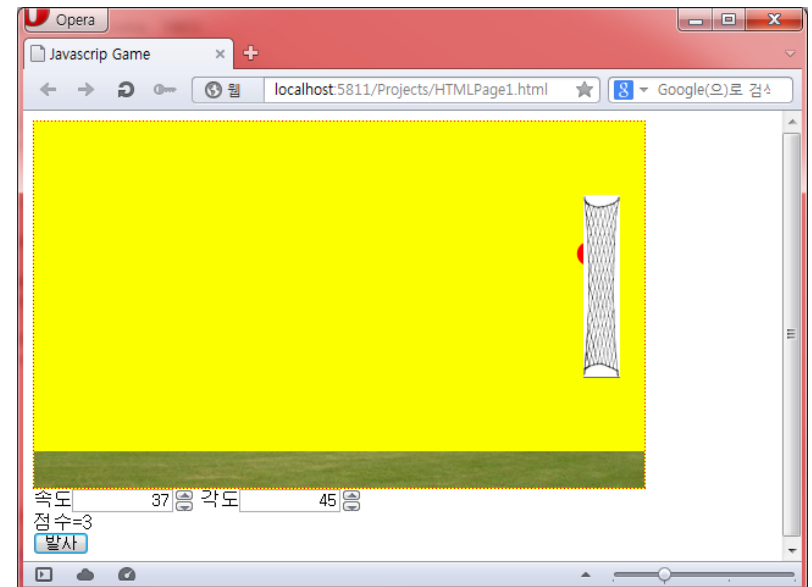 Opera
Javascrip Game
웹
localhost:5811/Projects/HTMLPage1.html
8
Google(으)로 검색
속도 37 각도 45
점수=3
발사